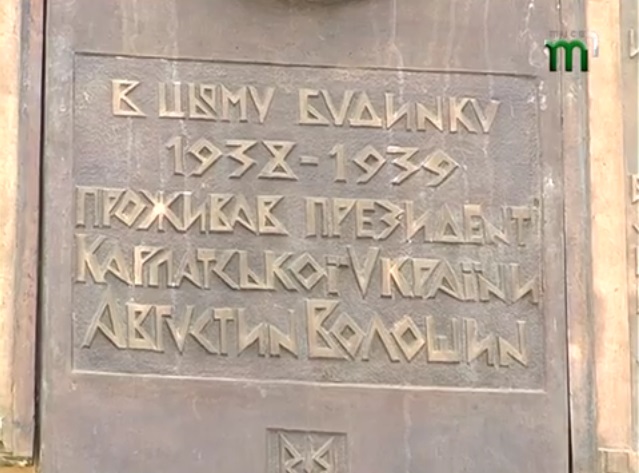 В ЦЬОМУ БУДИНКУ
1938-1939
ПРОЖИВАВ ПРЕЗИДЕНТ
КАРПАТСЬКОЇ УКРАЇНИ
АВГУСТИН ВОЛОШИН
m